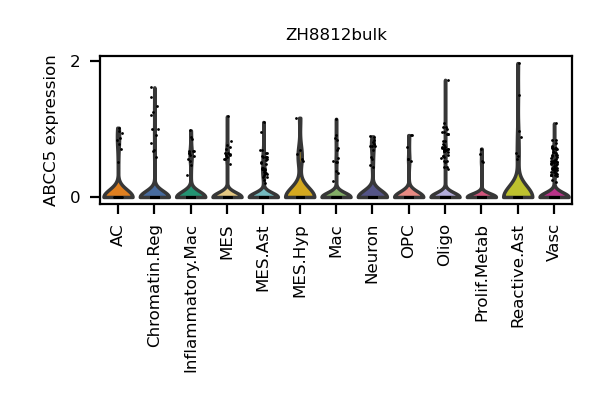 ZH8812bulk
ABCC5 expression
2
0
AC
Chromatin.Reg
Inflammatory.Mac
MES
MES.Ast
MES.Hyp
Mac
Neuron
OPC
Oligo
Prolif.Metab
Reactive.Ast
Vasc